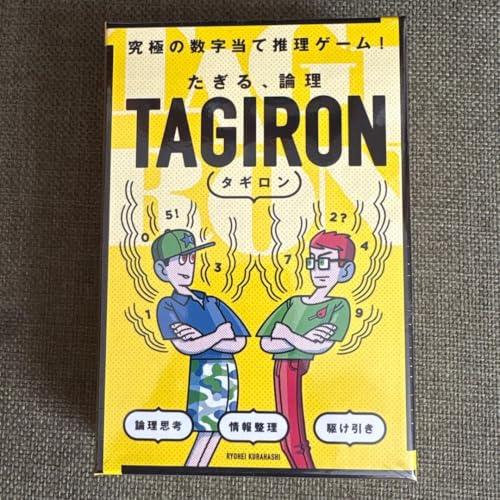 究極の数字当て推理ゲーム!
たぎる、論理
TAGIRON
タギロン
TAGI
RON
5!
2?
0
4
3
7
1
9
論理思考
情報整理
駆け引き
RYOHEI KURAHASHI